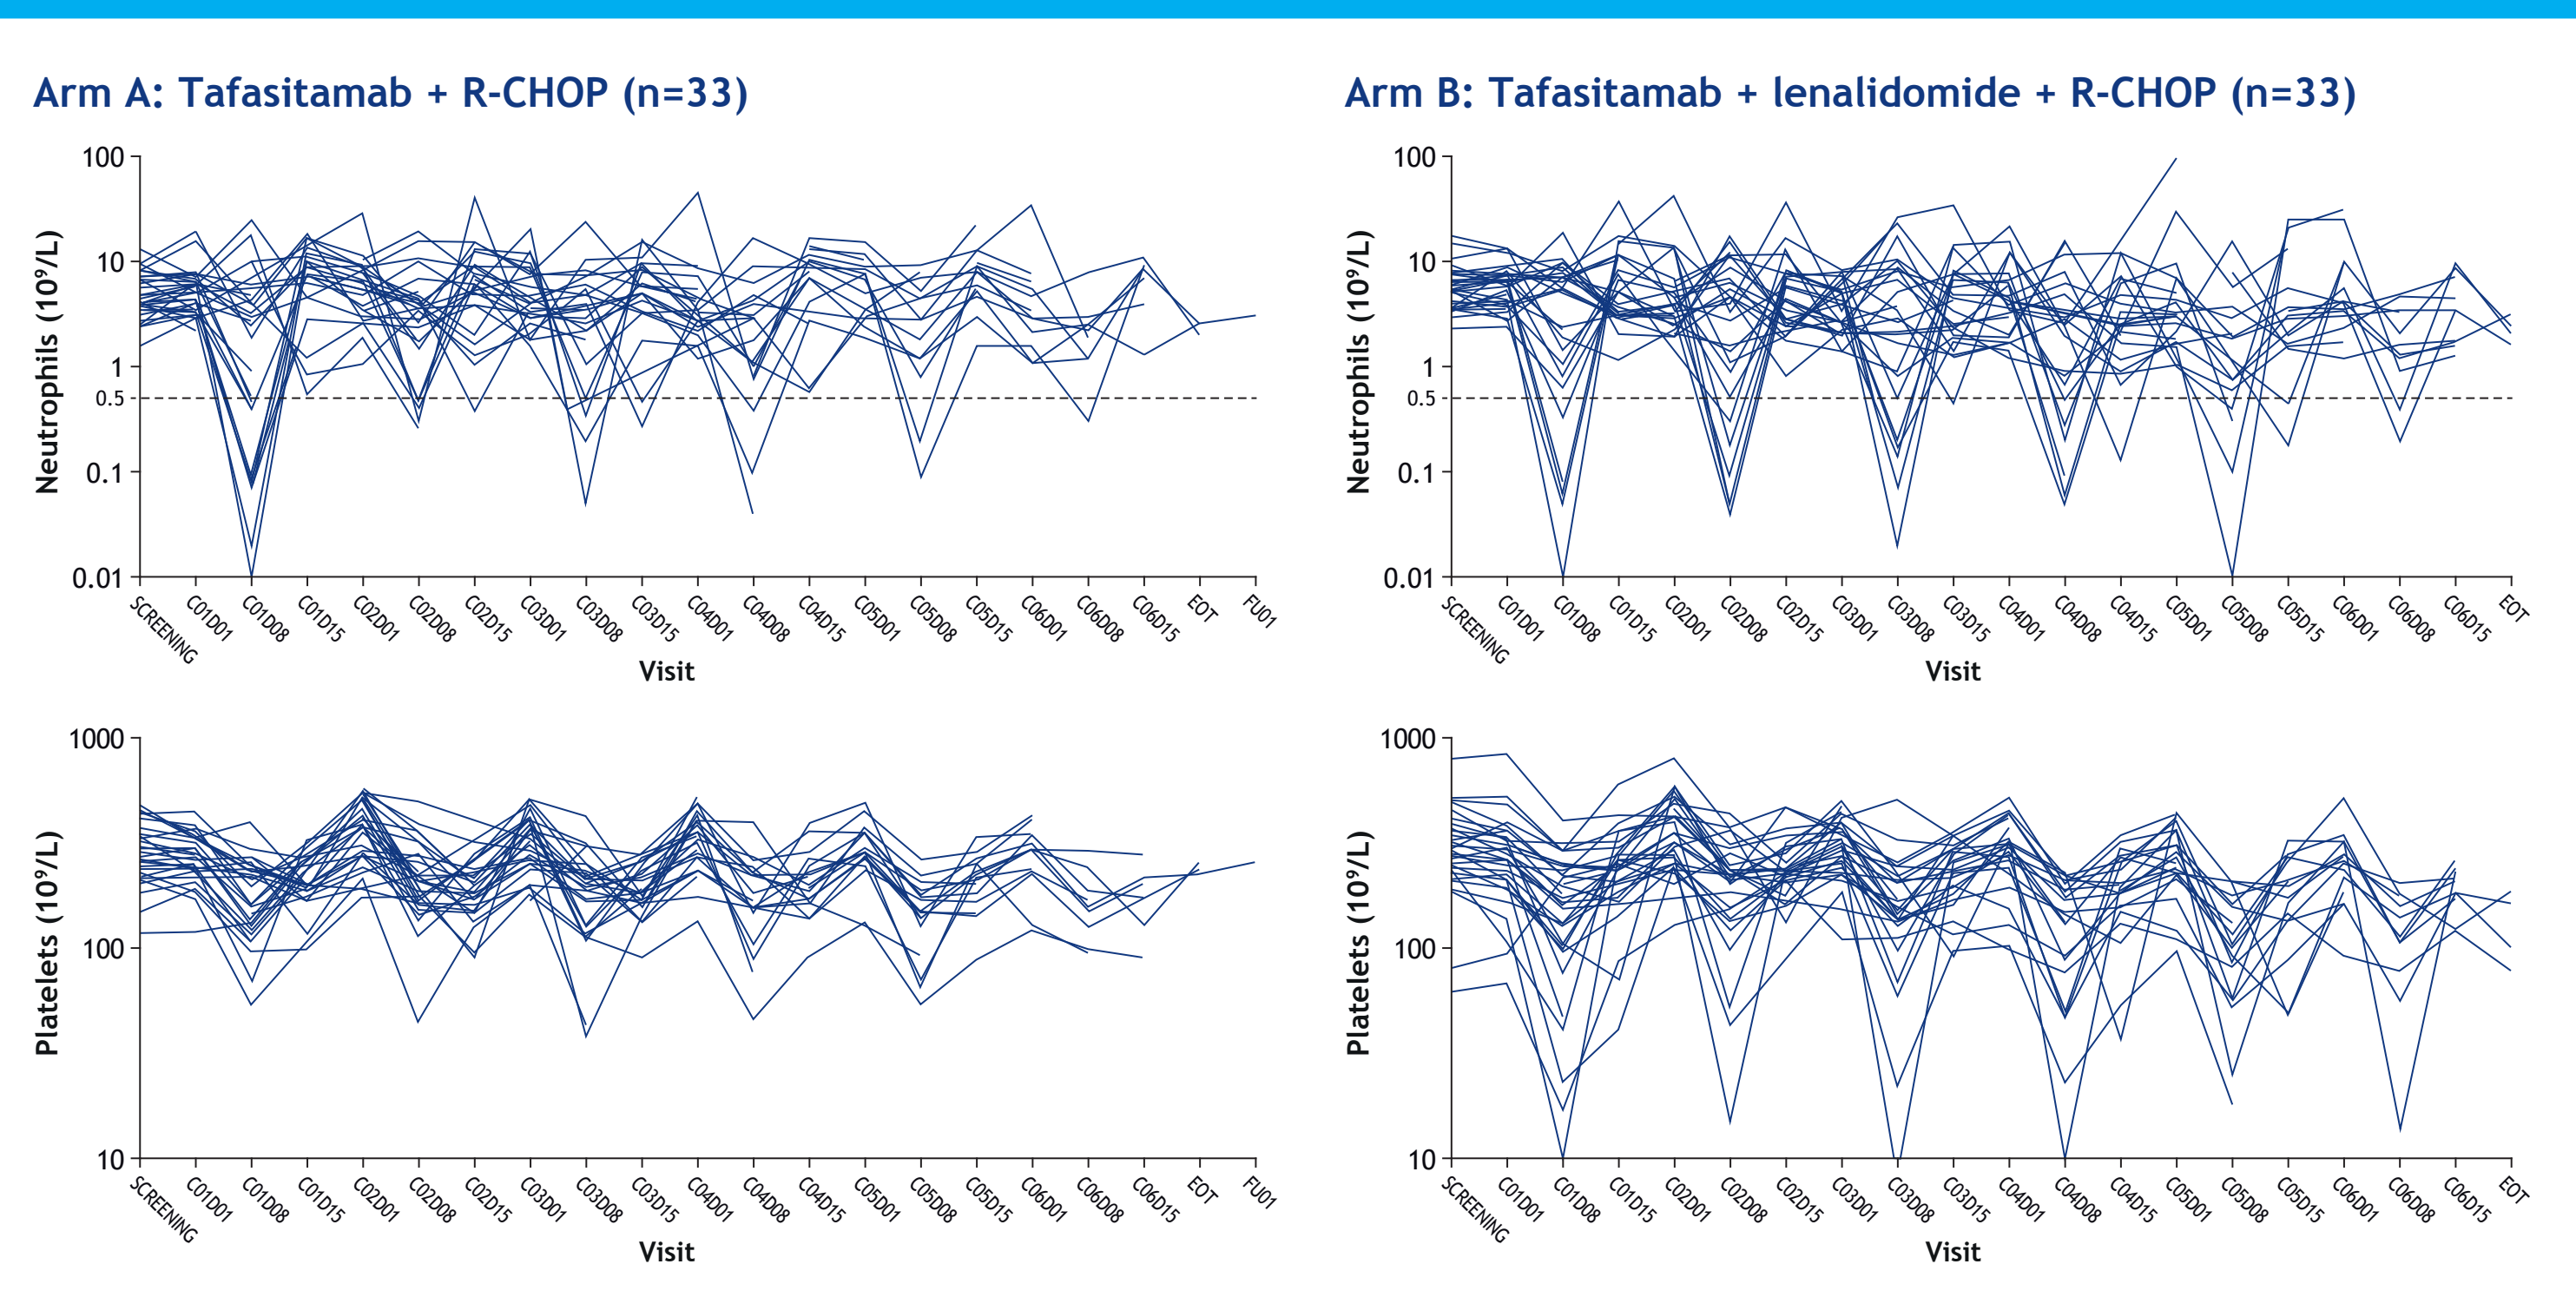 Arm A: Tafasitamab + R-CHOP (n=33)
Neutrophils (10⁹/L)
100
10
1
0.5
0.1
0.01
SCREENING C01D01 C01D08 C01D15 C02D01 C02D08 C02D15 C03D01 C03D08 C03D15 C04D01 C04D08 C04D15 C05D01 C05D08 C05D15 C06D01 C06D08 C06D15 EOT FU01
Visit
Arm B: Tafasitamab + lenalidomide + R-CHOP (n=33)
Neutrophils (10⁹/L)
100
10
1
0.5
0.1
0.01
SCREENING C01D01 C01D08 C01D15 C02D01 C02D08 C02D15 C03D01 C03D08 C03D15 C04D01 C04D08 C04D15 C05D01 C05D08 C05D15 C06D01 C06D08 C06D15 EOT
Visit
Platelets (10⁹/L)
1000
100
10
SCREENING C01D01 C01D08 C01D15 C02D01 C02D08 C02D15 C03D01 C03D08 C03D15 C04D01 C04D08 C04D15 C05D01 C05D08 C05D15 C06D01 C06D08 C06D15 EOT FU01
Visit
Platelets (10⁹/L)
1000
100
10
SCREENING C01D01 C01D08 C01D15 C02D01 C02D08 C02D15 C03D01 C03D08 C03D15 C04D01 C04D08 C04D15 C05D01 C05D08 C05D15 C06D01 C06D08 C06D15 EOT
Visit